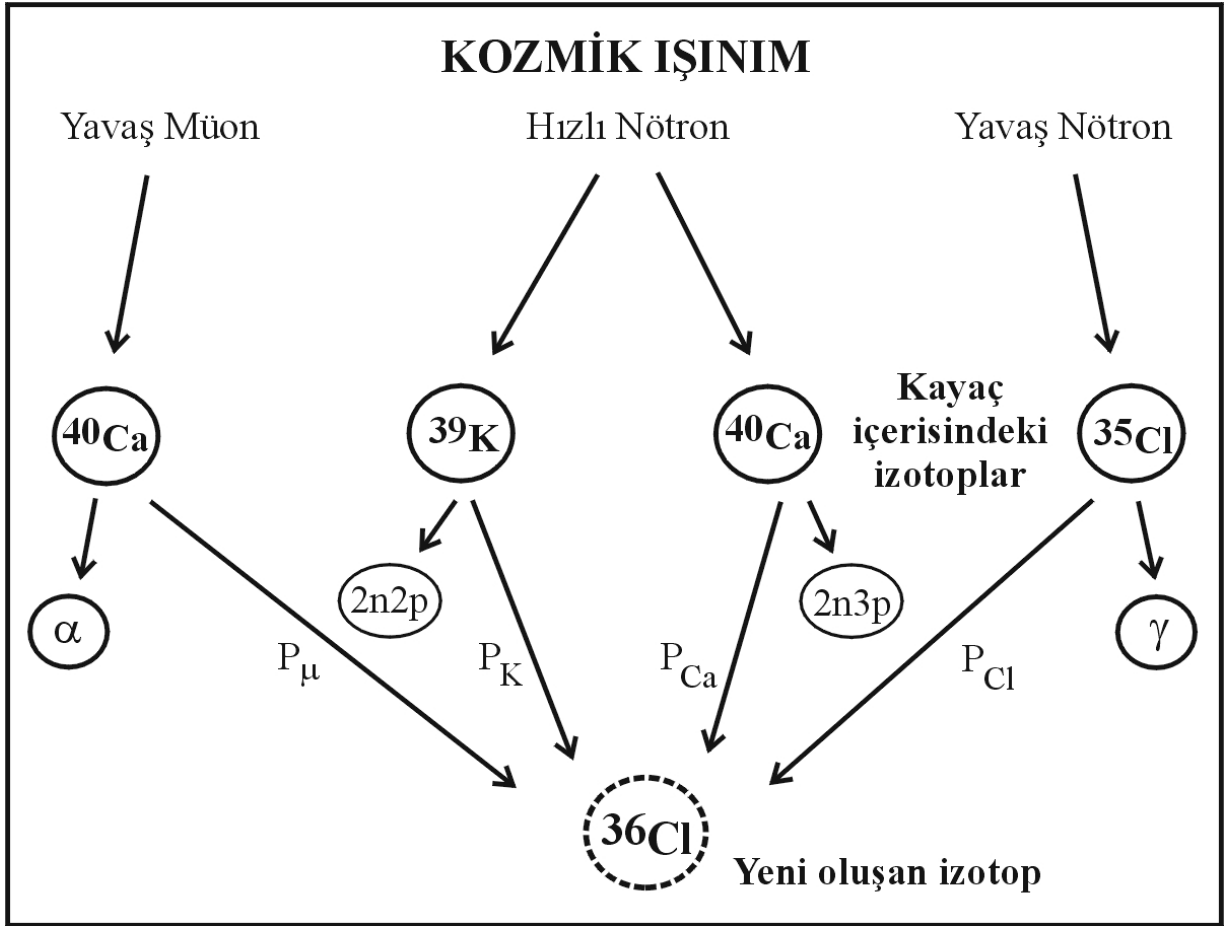 KOZMİK IŞINIM
Yavaş Müon
Hızlı Nötron
Yavaş Nötron
40Ca
39K
40Ca
Kayaç
içerisindeki
izotoplar
35Cl
α
2n2p
2n3p
γ
Pμ
PK
PCa
PCl
36Cl
Yeni oluşan izotop